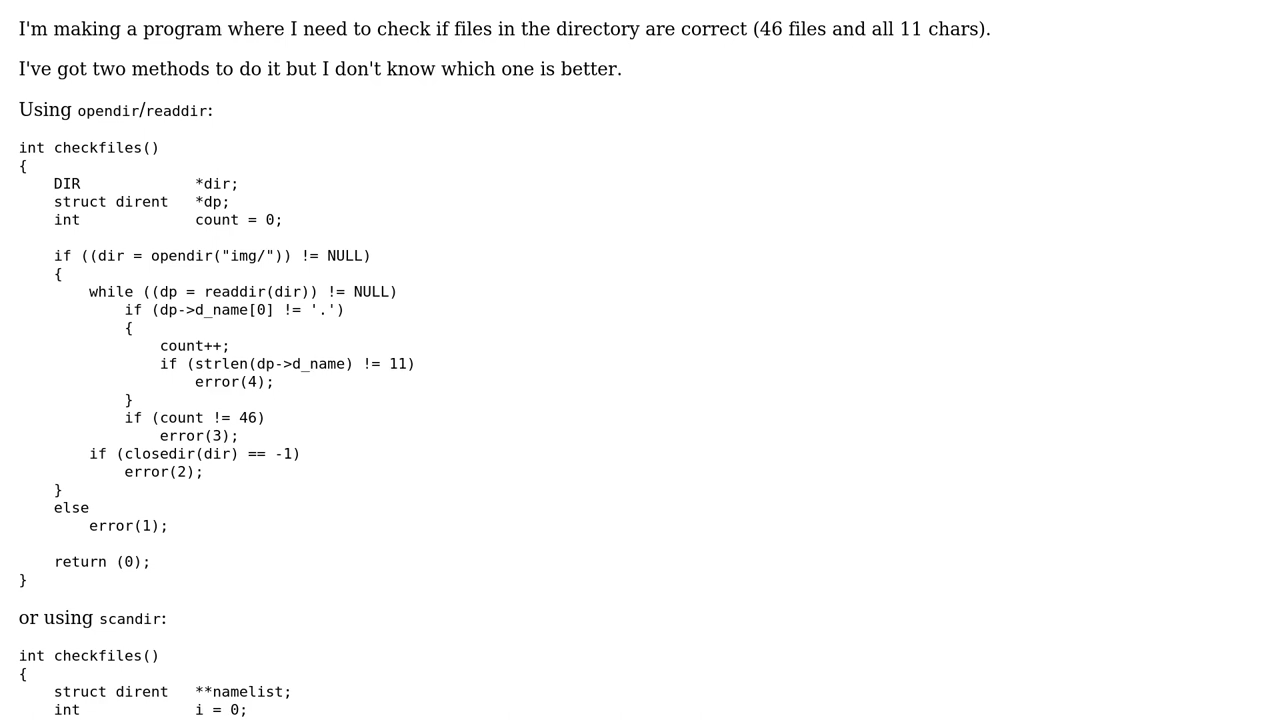 I'm making a program where I need to check if files in the directory are correct (46 files and all 11 chars).
I've got two methods to do it but I don't know which one is better.
Using opendir/readdir:
int checkfiles()
{
    DIR             *dir;
    struct dirent   *dp;
    int             count = 0;

    if ((dir = opendir("img/")) != NULL)
    {
        while ((dp = readdir(dir)) != NULL)
            if (dp->d_name[0] != '.')
            {
                count++;
                if (strlen(dp->d_name) != 11)
                    error(4);
            }
            if (count != 46)
                error(3);
        if (closedir(dir) == -1)
            error(2);
    }
    else
        error(1);

    return (0);
}
or using scandir:
int checkfiles()
{
    struct dirent   **namelist;
    int             i = 0;